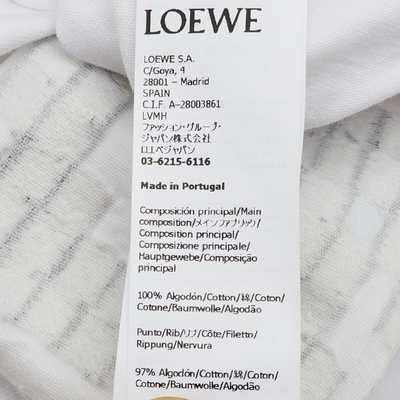 LOEWE
LOEWE S.A.
C/Goya, 4
28001 – Madrid
SPAIN
C.I.F. A-28003861
LVMH
ファッション・グループ・
ジャパン株式会社
ロエベジャパン
03-6215-6116
Made in Portugal
Composición principal/Main
composition/メインファブリック/
Composition principal/
Composizione principale/
Hauptgewebe/Composição
principal
100% Algodón/Cotton/綿/Coton/
Cotone/Baumwolle/Algodão
Punto/Rib/リブ/Côte/Filetto/
Rippung/Nervura
97% Algodón/Cotton/綿/Coton/
Cotone/Baumwolle/Algodão